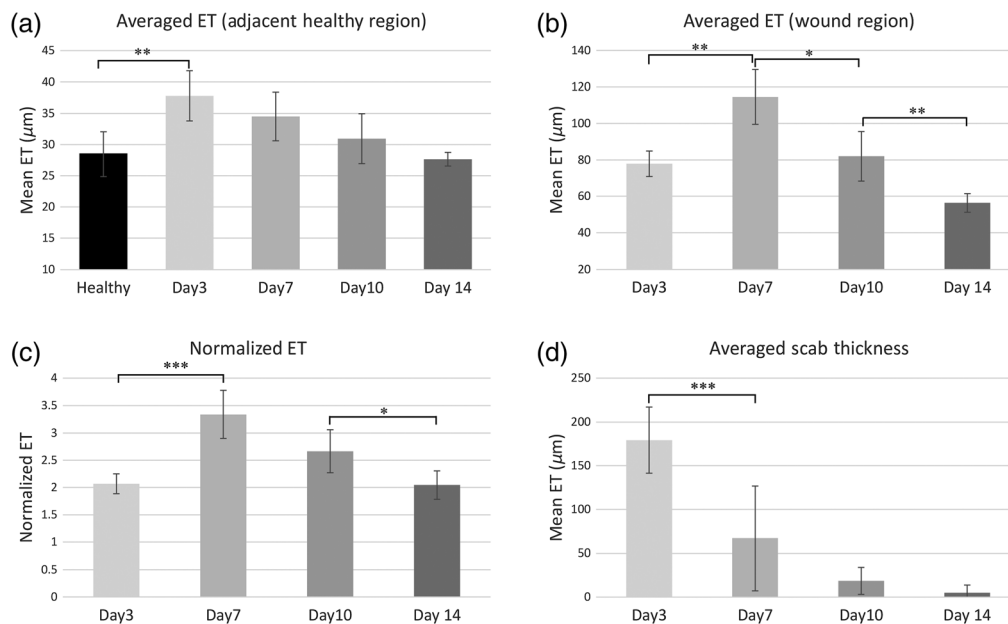 (a)
Averaged ET (adjacent healthy region)
Mean ET (μm)
45
40
35
30
25
20
15
10
**
Healthy Day3 Day7 Day10 Day 14
(b)
Averaged ET (wound region)
Mean ET (μm)
140
120
100
80
60
40
20
**
*
**
Day3 Day7 Day10 Day 14
(c)
Normalized ET
Normalized ET
4
3.5
3
2.5
2
1.5
1
0.5
0
***
*
Day3 Day7 Day10 Day 14
(d)
Averaged scab thickness
Mean ET (μm)
250
200
150
100
50
0
***
Day3 Day7 Day10 Day 14